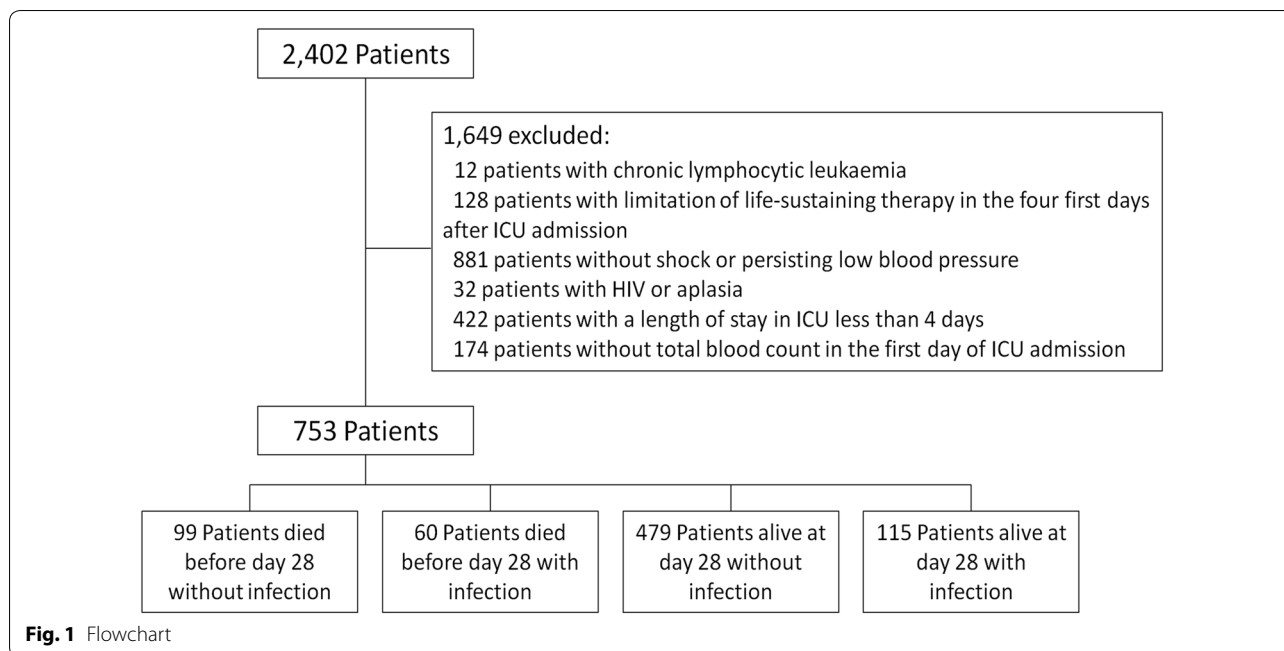 2,402 Patients
1,649 excluded:
12 patients with chronic lymphocytic leukaemia
128 patients with limitation of life-sustaining therapy in the four first days
after ICU admission
881 patients without shock or persisting low blood pressure
32 patients with HIV or aplasia
422 patients with a length of stay in ICU less than 4 days
174 patients without total blood count in the first day of ICU admission
753 Patients
99 Patients died
before day 28
without infection
60 Patients died
before day 28 with
infection
479 Patients alive at
day 28 without
infection
115 Patients alive at
day 28 with
infection
Fig. 1 Flowchart